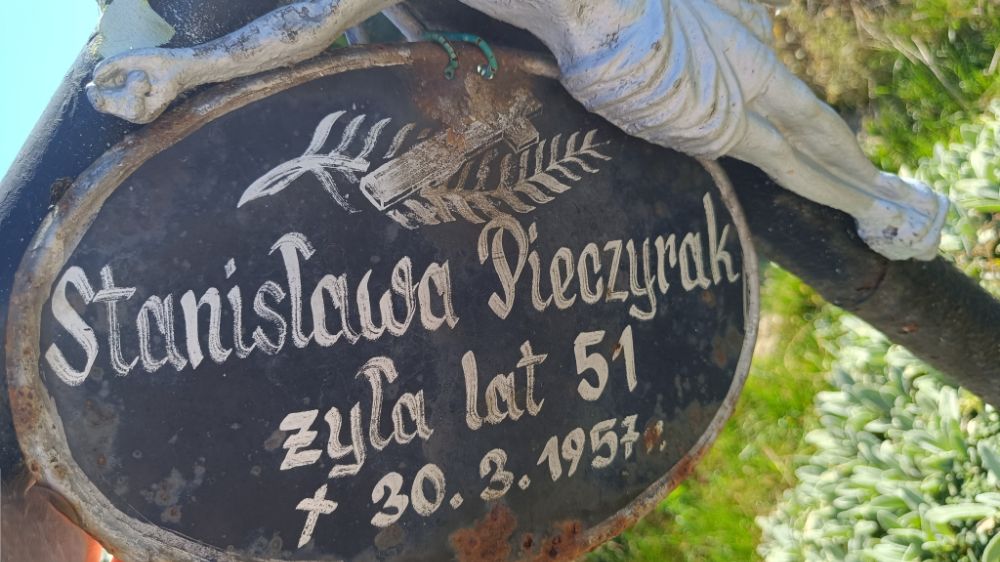 Stanisława Pieczyrak
żyła lat 51
† 30.3.1957.